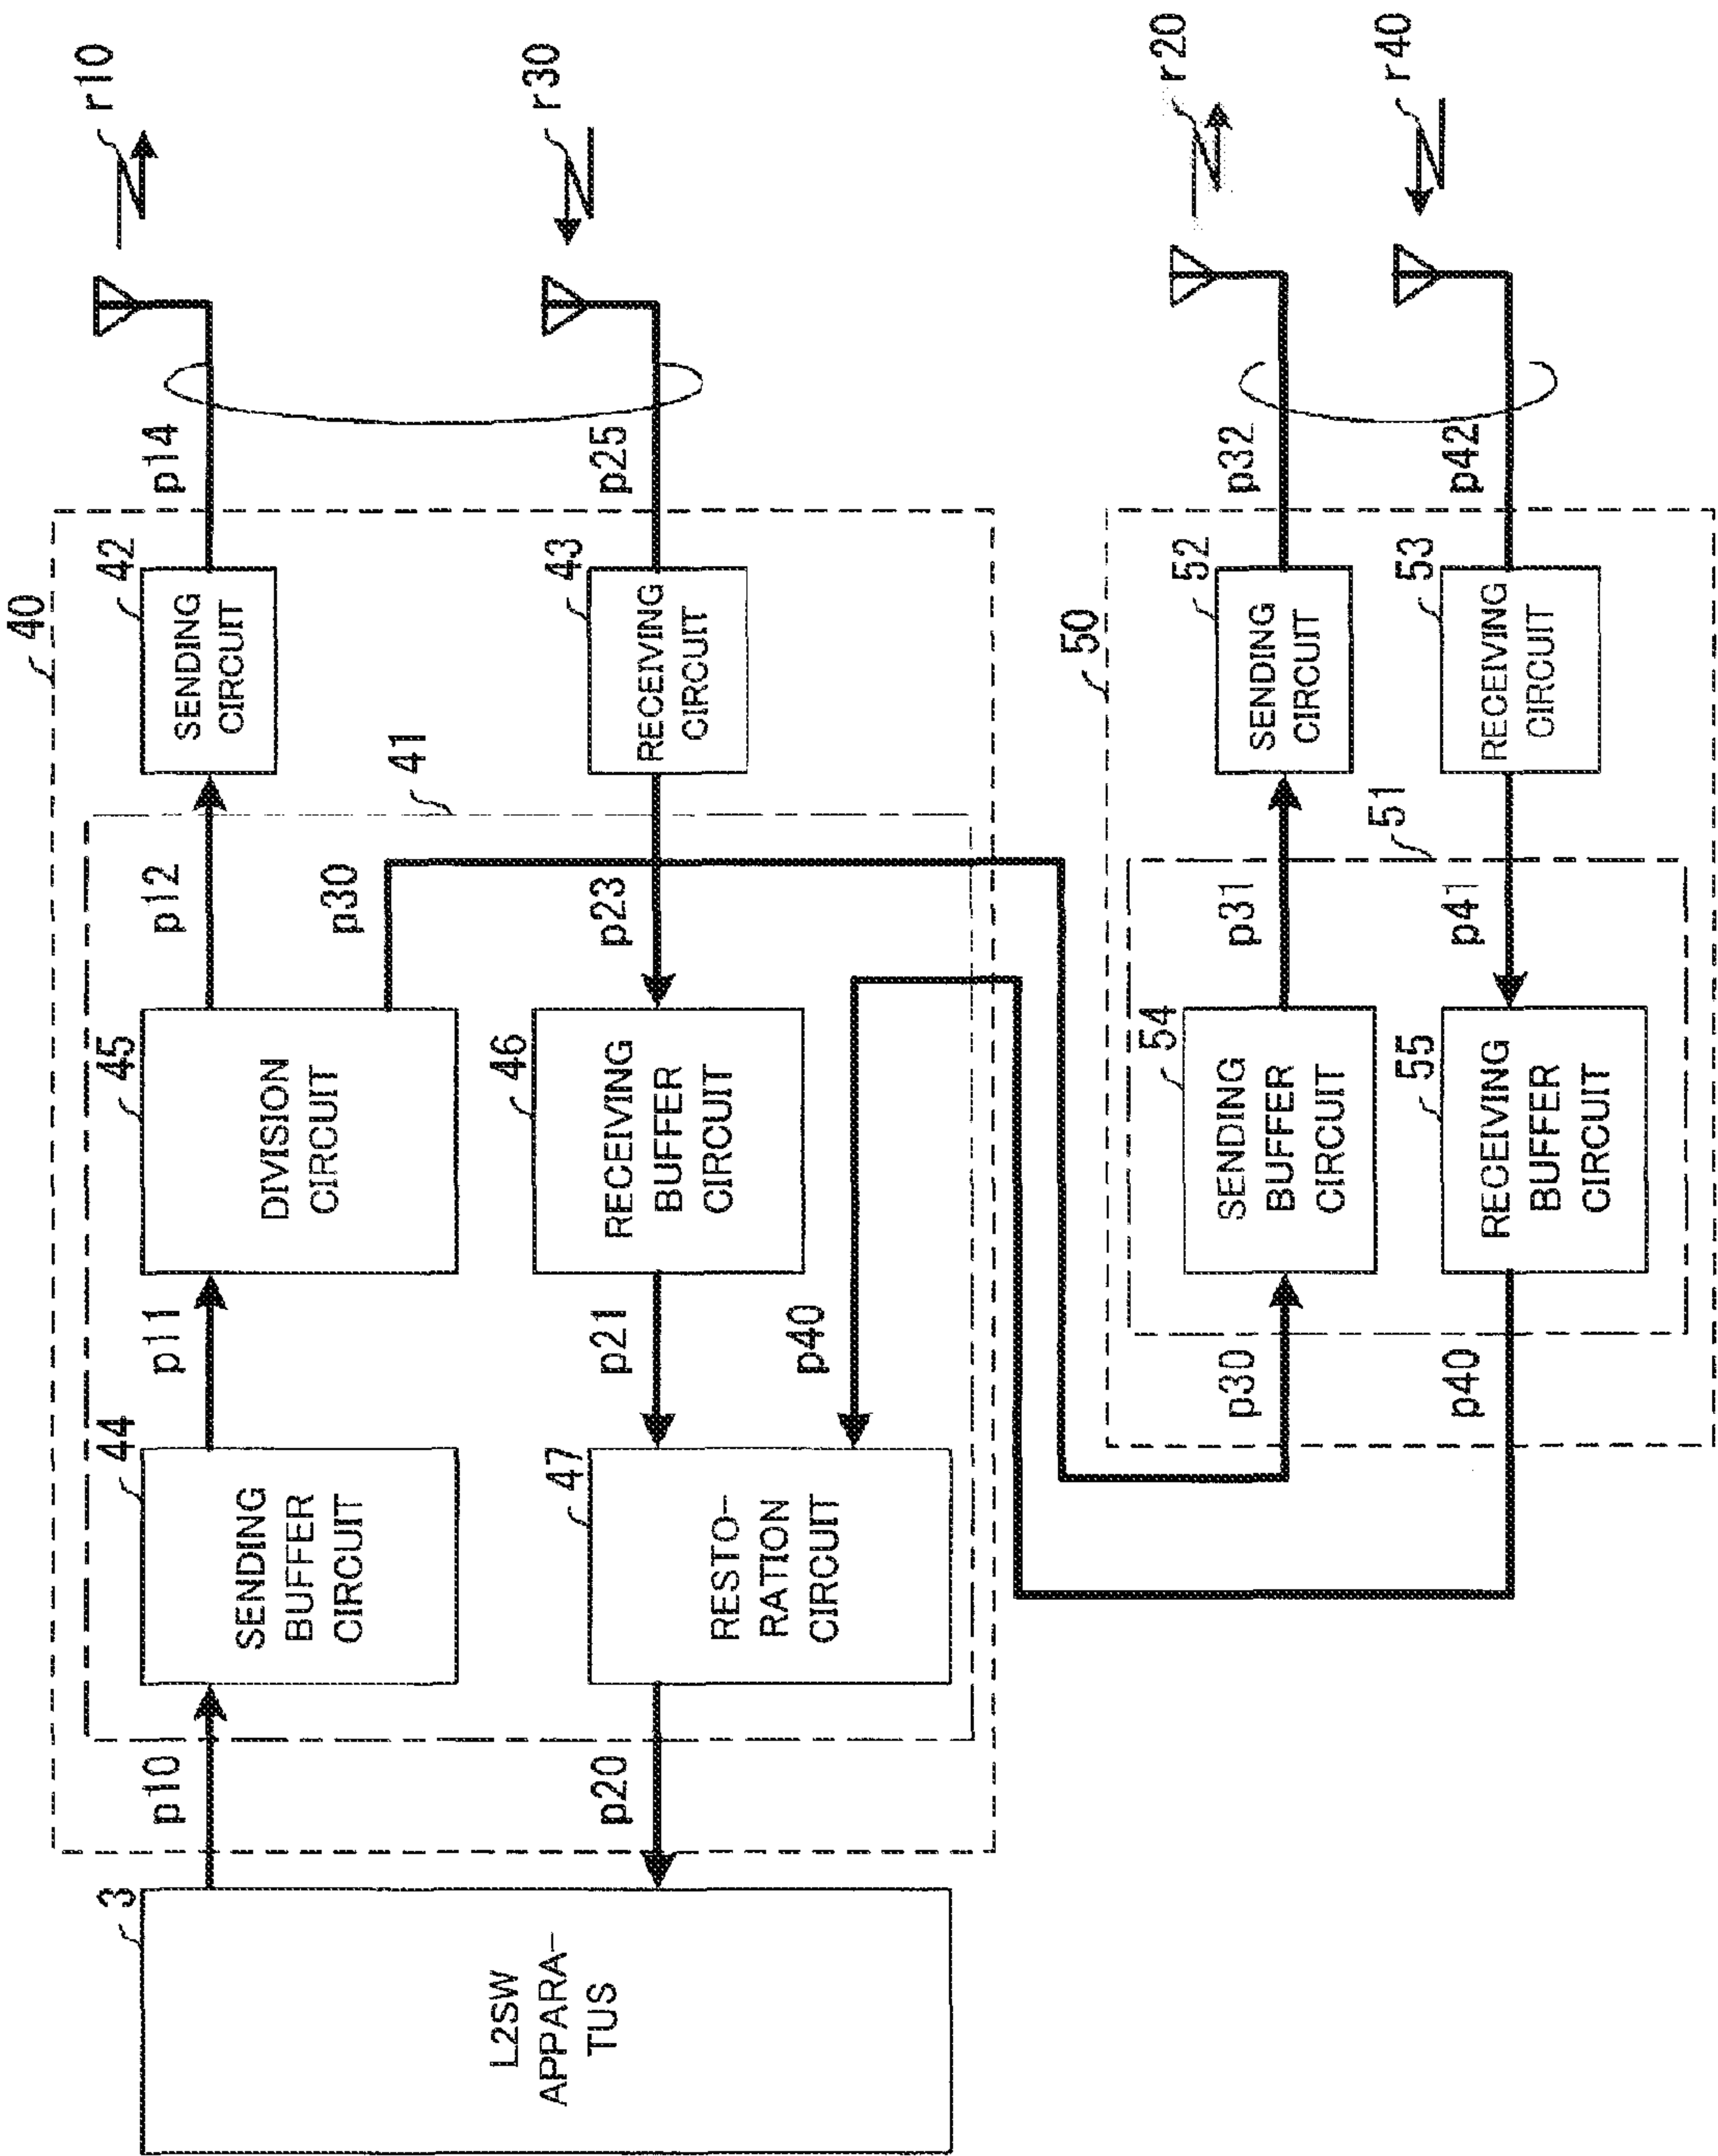 3
L2SW
APPARA-
TUS
40
41
p10
44
SENDING
BUFFER
CIRCUIT
p11
45
DIVISION
CIRCUIT
p12
42
SENDING
CIRCUIT
p14
r10
p30
p20
47
RESTO-
RATION
CIRCUIT
p21
46
RECEIVING
BUFFER
CIRCUIT
p23
43
RECEIVING
CIRCUIT
p25
r30
p40
50
51
p30
54
SENDING
BUFFER
CIRCUIT
p31
52
SENDING
CIRCUIT
p32
r20
p40
55
RECEIVING
BUFFER
CIRCUIT
p41
53
RECEIVING
CIRCUIT
p42
r40